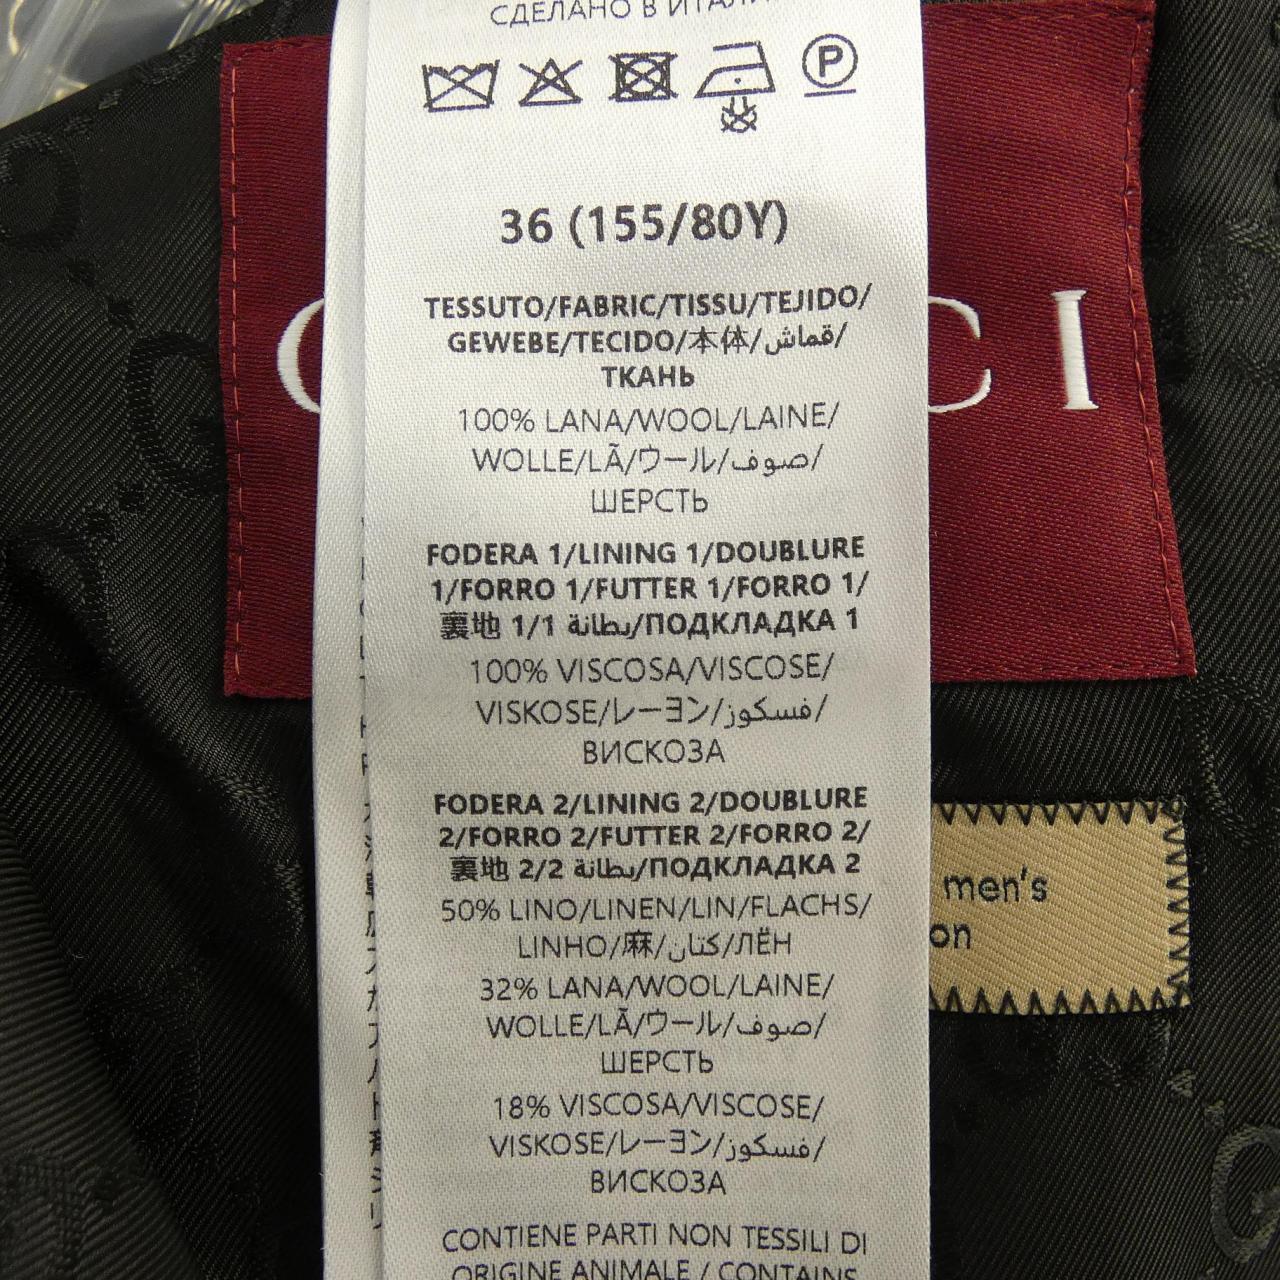 СДЕЛАНО В ИТАЛИ
P
36 (155/80Y)
TESSUTO/FABRIC/TISSU/TEJIDO/
GEWEBE/TECIDO/本体/قماش/
ТКАНЬ
100% LANA/WOOL/LAINE/
WOLLE/LÃ/ウール/صوف/
ШЕРСТЬ
FODERA 1/LINING 1/DOUBLURE
1/FORRO 1/FUTTER 1/FORRO 1/
裏地 1/1 بطانة/ПОДКЛАДКА 1
100% VISCOSA/VISCOSE/
VISKOSE/レーヨン/فسكوز/
ВИСКОЗА
FODERA 2/LINING 2/DOUBLURE
2/FORRO 2/FUTTER 2/FORRO 2/
裏地 2/2 بطانة/ПОДКЛАДКА 2
50% LINO/LINEN/LIN/FLACHS/
LINHO/麻/كتان/ЛЁН
32% LANA/WOOL/LAINE/
WOLLE/LÃ/ウール/صوف/
ШЕРСТЬ
18% VISCOSA/VISCOSE/
VISKOSE/レーヨン/فسكوز/
ВИСКОЗА
CONTIENE PARTI NON TESSILI DI
ORIGINE ANIMALE / CONTAINS
G CI
men's
on